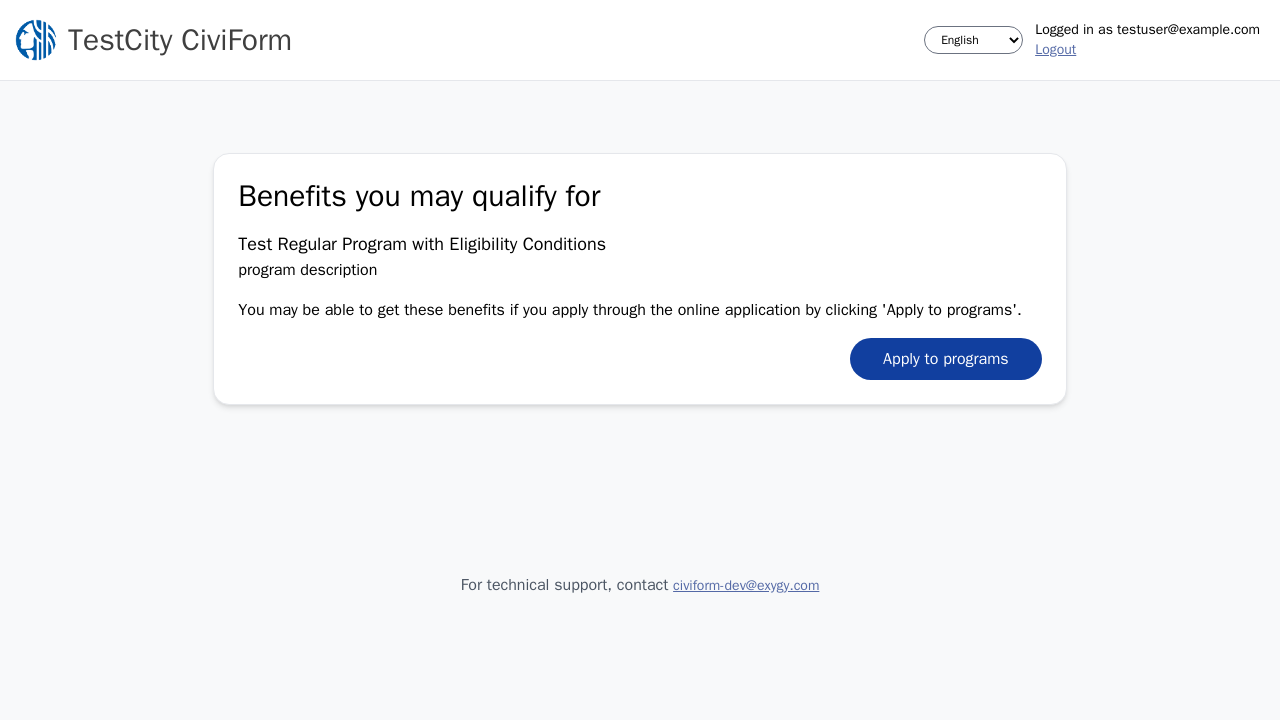 TestCity CiviForm
English
Logged in as testuser@example.com
Logout
Benefits you may qualify for
Test Regular Program with Eligibility Conditions
program description
You may be able to get these benefits if you apply through the online application by clicking 'Apply to programs'.
Apply to programs
For technical support, contact civiform-dev@exygy.com